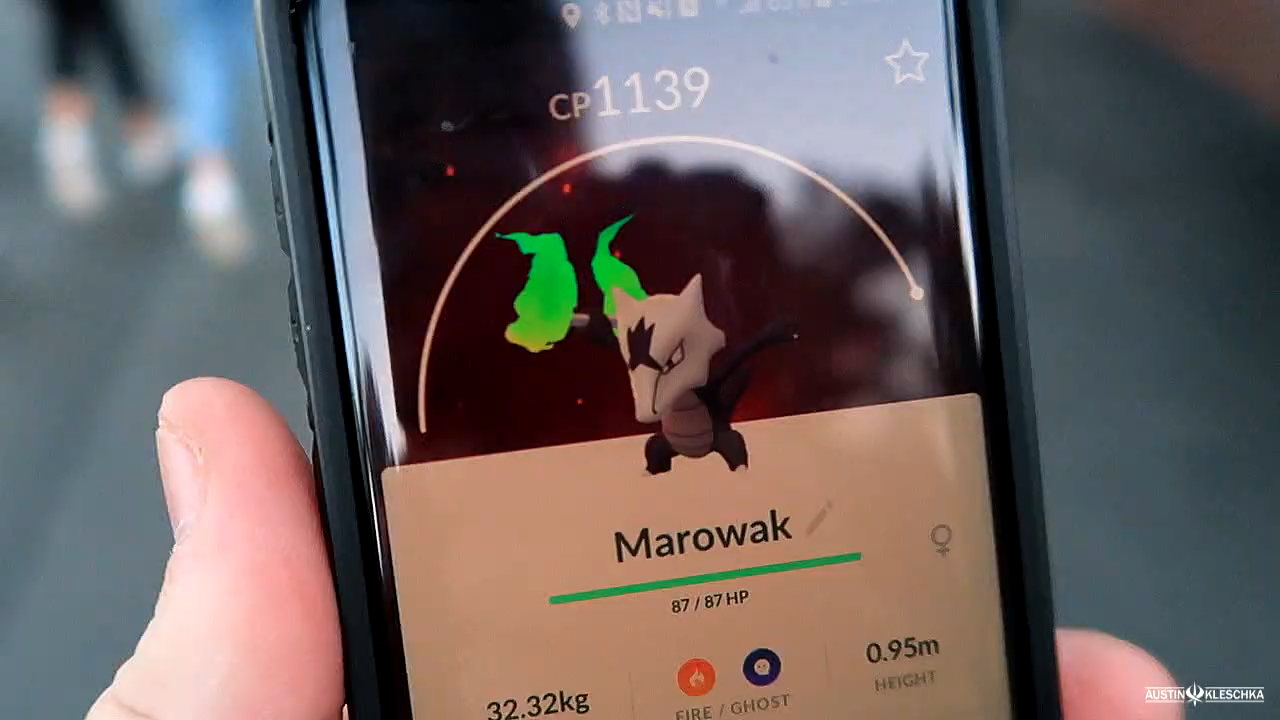 CP1139
Marowak
87 / 87 HP
32.32kg
FIRE / GHOST
0.95m
HEIGHT
AUSTIN KLESCHKA